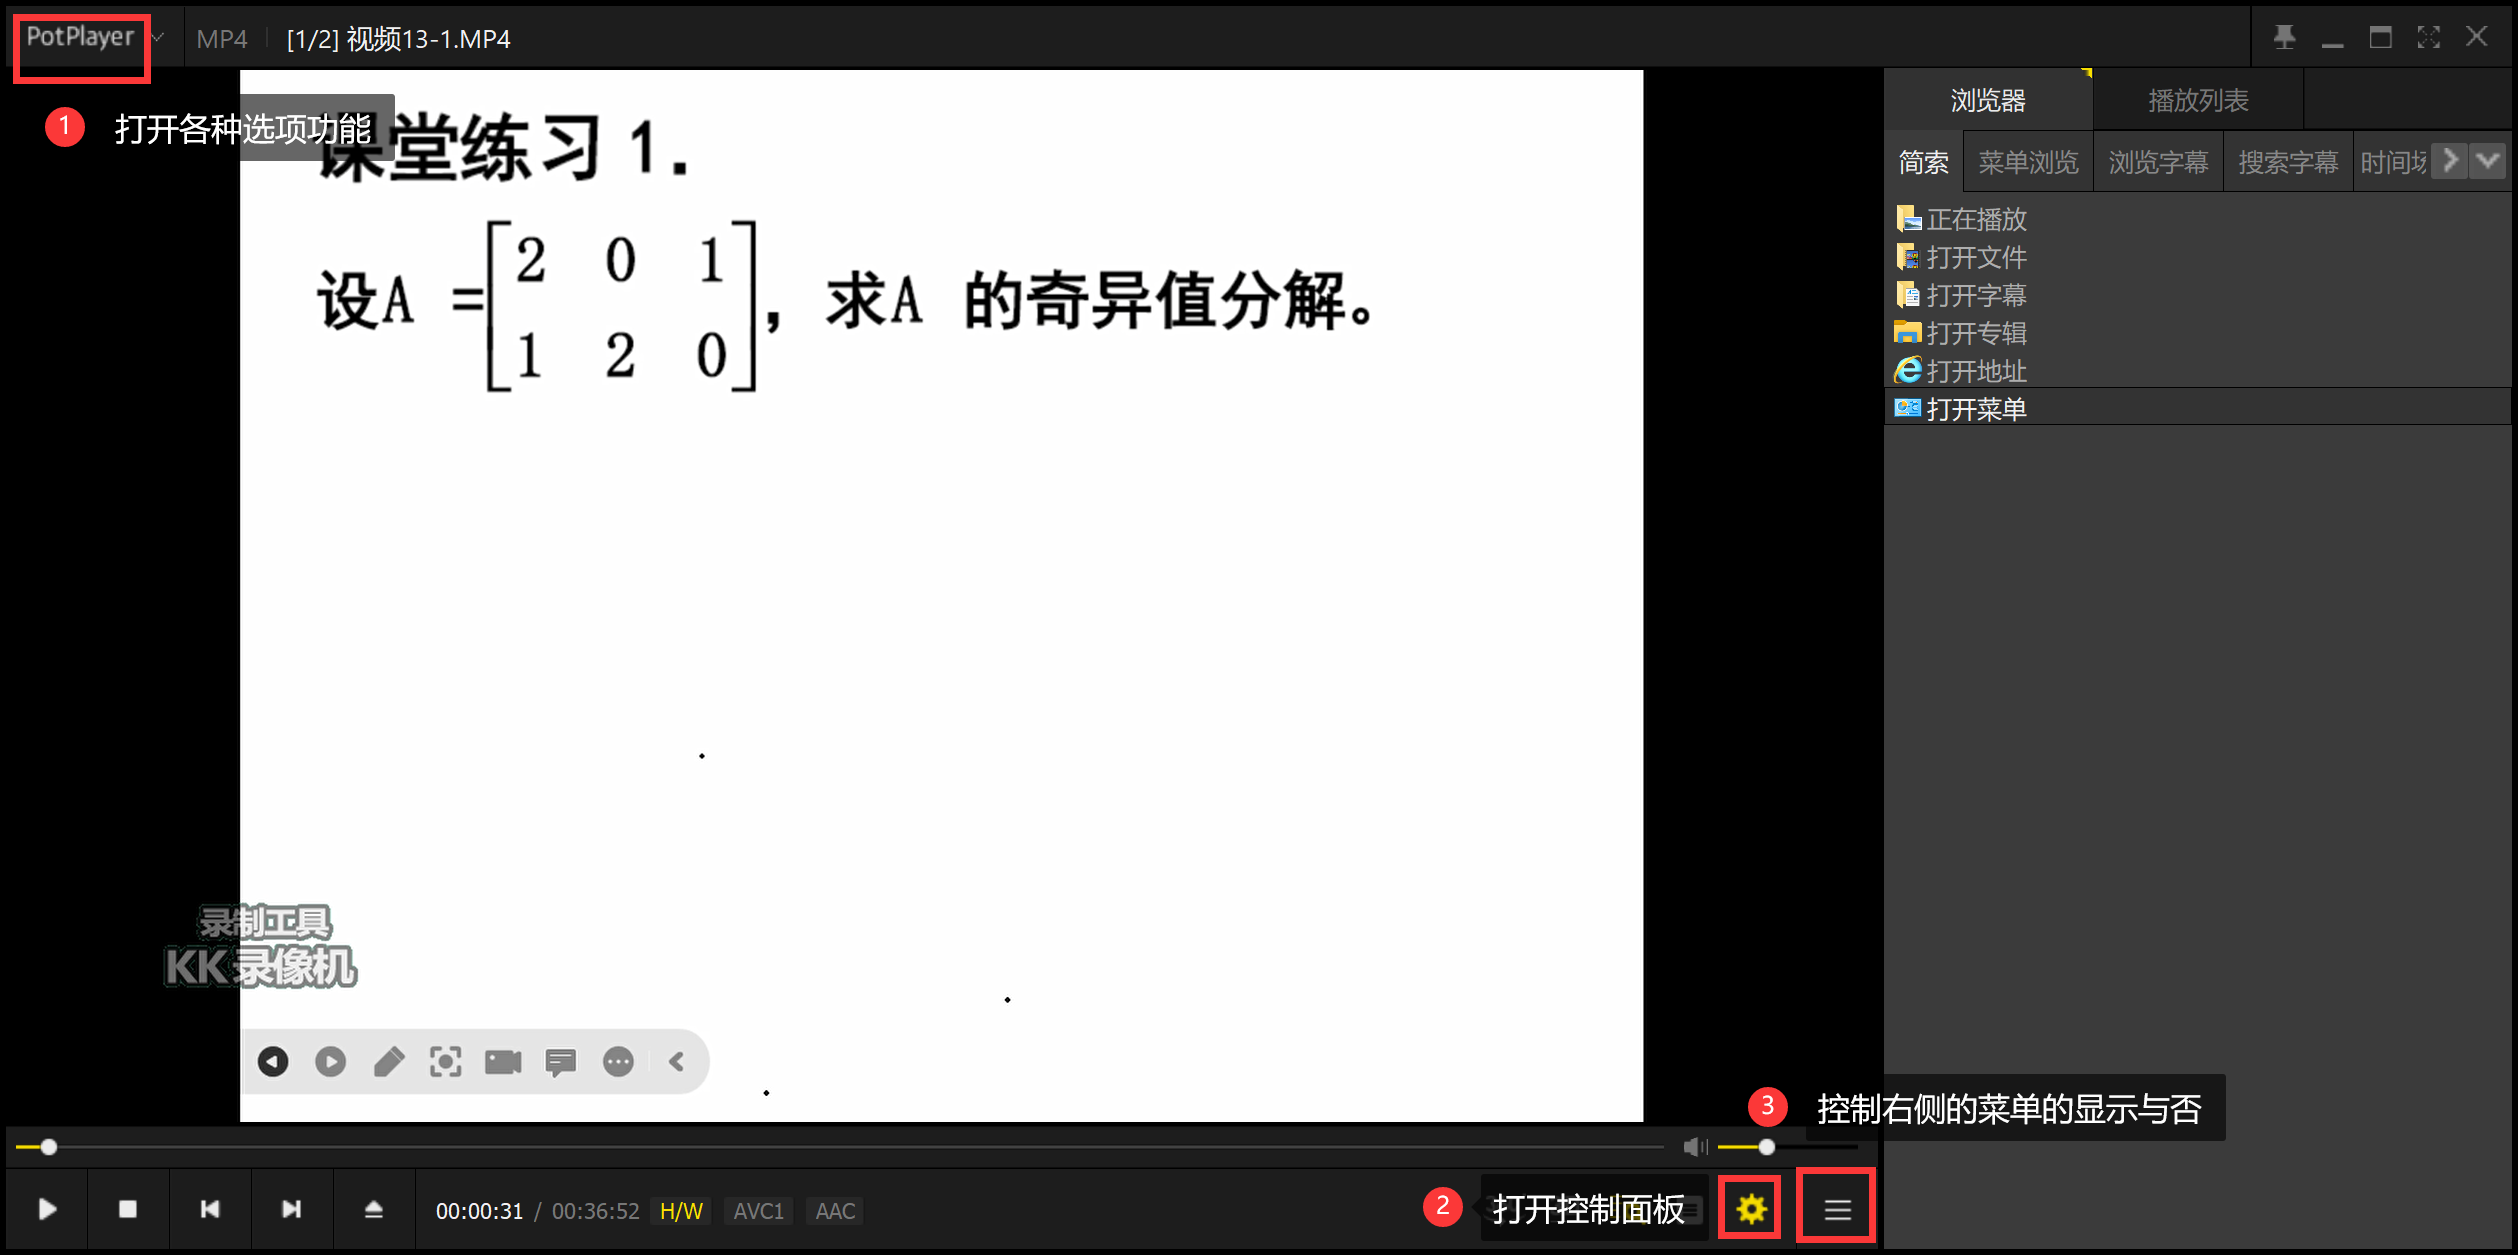 PotPlayer MP4 [1/2] 视频13-1.MP4
1 打开各种选项功能
课堂练习 1.
设A =[2 0 1
1 2 0], 求A 的奇异值分解。
录制工具
KK录像机
浏览器 播放列表
简索 菜单浏览 浏览字幕 搜索字幕 时间
正在播放
打开文件
打开字幕
打开专辑
打开地址
打开菜单
3 控制右侧的菜单的显示与否
00:00:31 / 00:36:52 H/W AVC1 AAC
2 打开控制面板